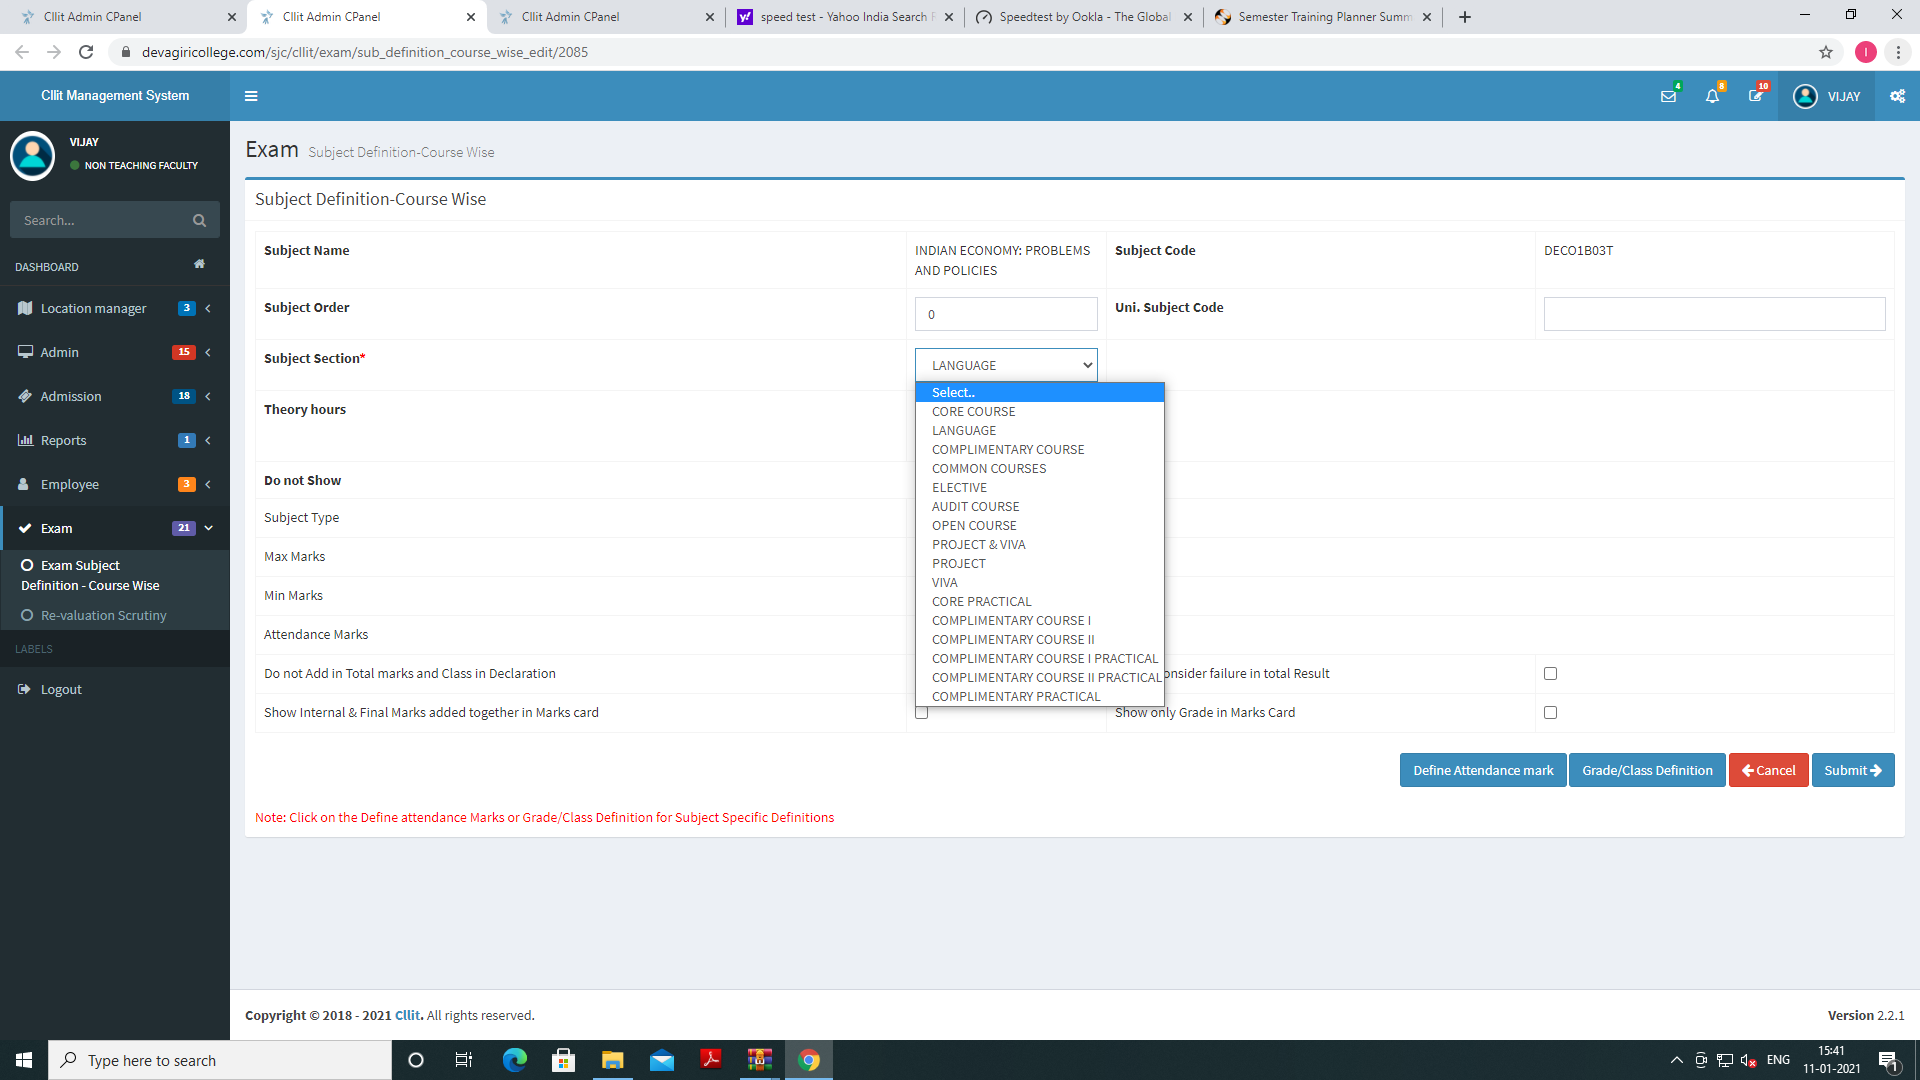 Cllit Admin CPanel
Cllit Admin CPanel
Cllit Admin CPanel
speed test - Yahoo India Search
Speedtest by Ookla - The Global
Semester Training Planner Summ
devagiricollege.com/sjc/cllit/exam/sub_definition_course_wise_edit/2085
I
Cllit Management System
4
8
10
VIJAY
VIJAY
NON TEACHING FACULTY
Search...
DASHBOARD
Location manager 3
Admin 15
Admission 18
Reports 1
Employee 3
Exam 21
Exam Subject
Definition - Course Wise
Re-valuation Scrutiny
LABELS
Logout
Exam Subject Definition-Course Wise
Subject Definition-Course Wise
Subject Name
INDIAN ECONOMY: PROBLEMS
AND POLICIES
Subject Code
DECO1B03T
Subject Order
0
Uni. Subject Code
Subject Section*
LANGUAGE
Select..
CORE COURSE
LANGUAGE
COMPLIMENTARY COURSE
COMMON COURSES
ELECTIVE
AUDIT COURSE
OPEN COURSE
PROJECT & VIVA
PROJECT
VIVA
CORE PRACTICAL
COMPLIMENTARY COURSE I
COMPLIMENTARY COURSE II
COMPLIMENTARY COURSE I PRACTICAL
COMPLIMENTARY COURSE II PRACTICAL
COMPLIMENTARY PRACTICAL
Theory hours
Do not Show
Subject Type
Max Marks
Min Marks
Attendance Marks
Do not Add in Total marks and Class in Declaration
onsider failure in total Result
Show Internal & Final Marks added together in Marks card
Show only Grade in Marks Card
Define Attendance mark
Grade/Class Definition
Cancel
Submit
Note: Click on the Define attendance Marks or Grade/Class Definition for Subject Specific Definitions
Copyright © 2018 - 2021 Cllit. All rights reserved.
Version 2.2.1
Type here to search
ENG
15:41
11-01-2021
1